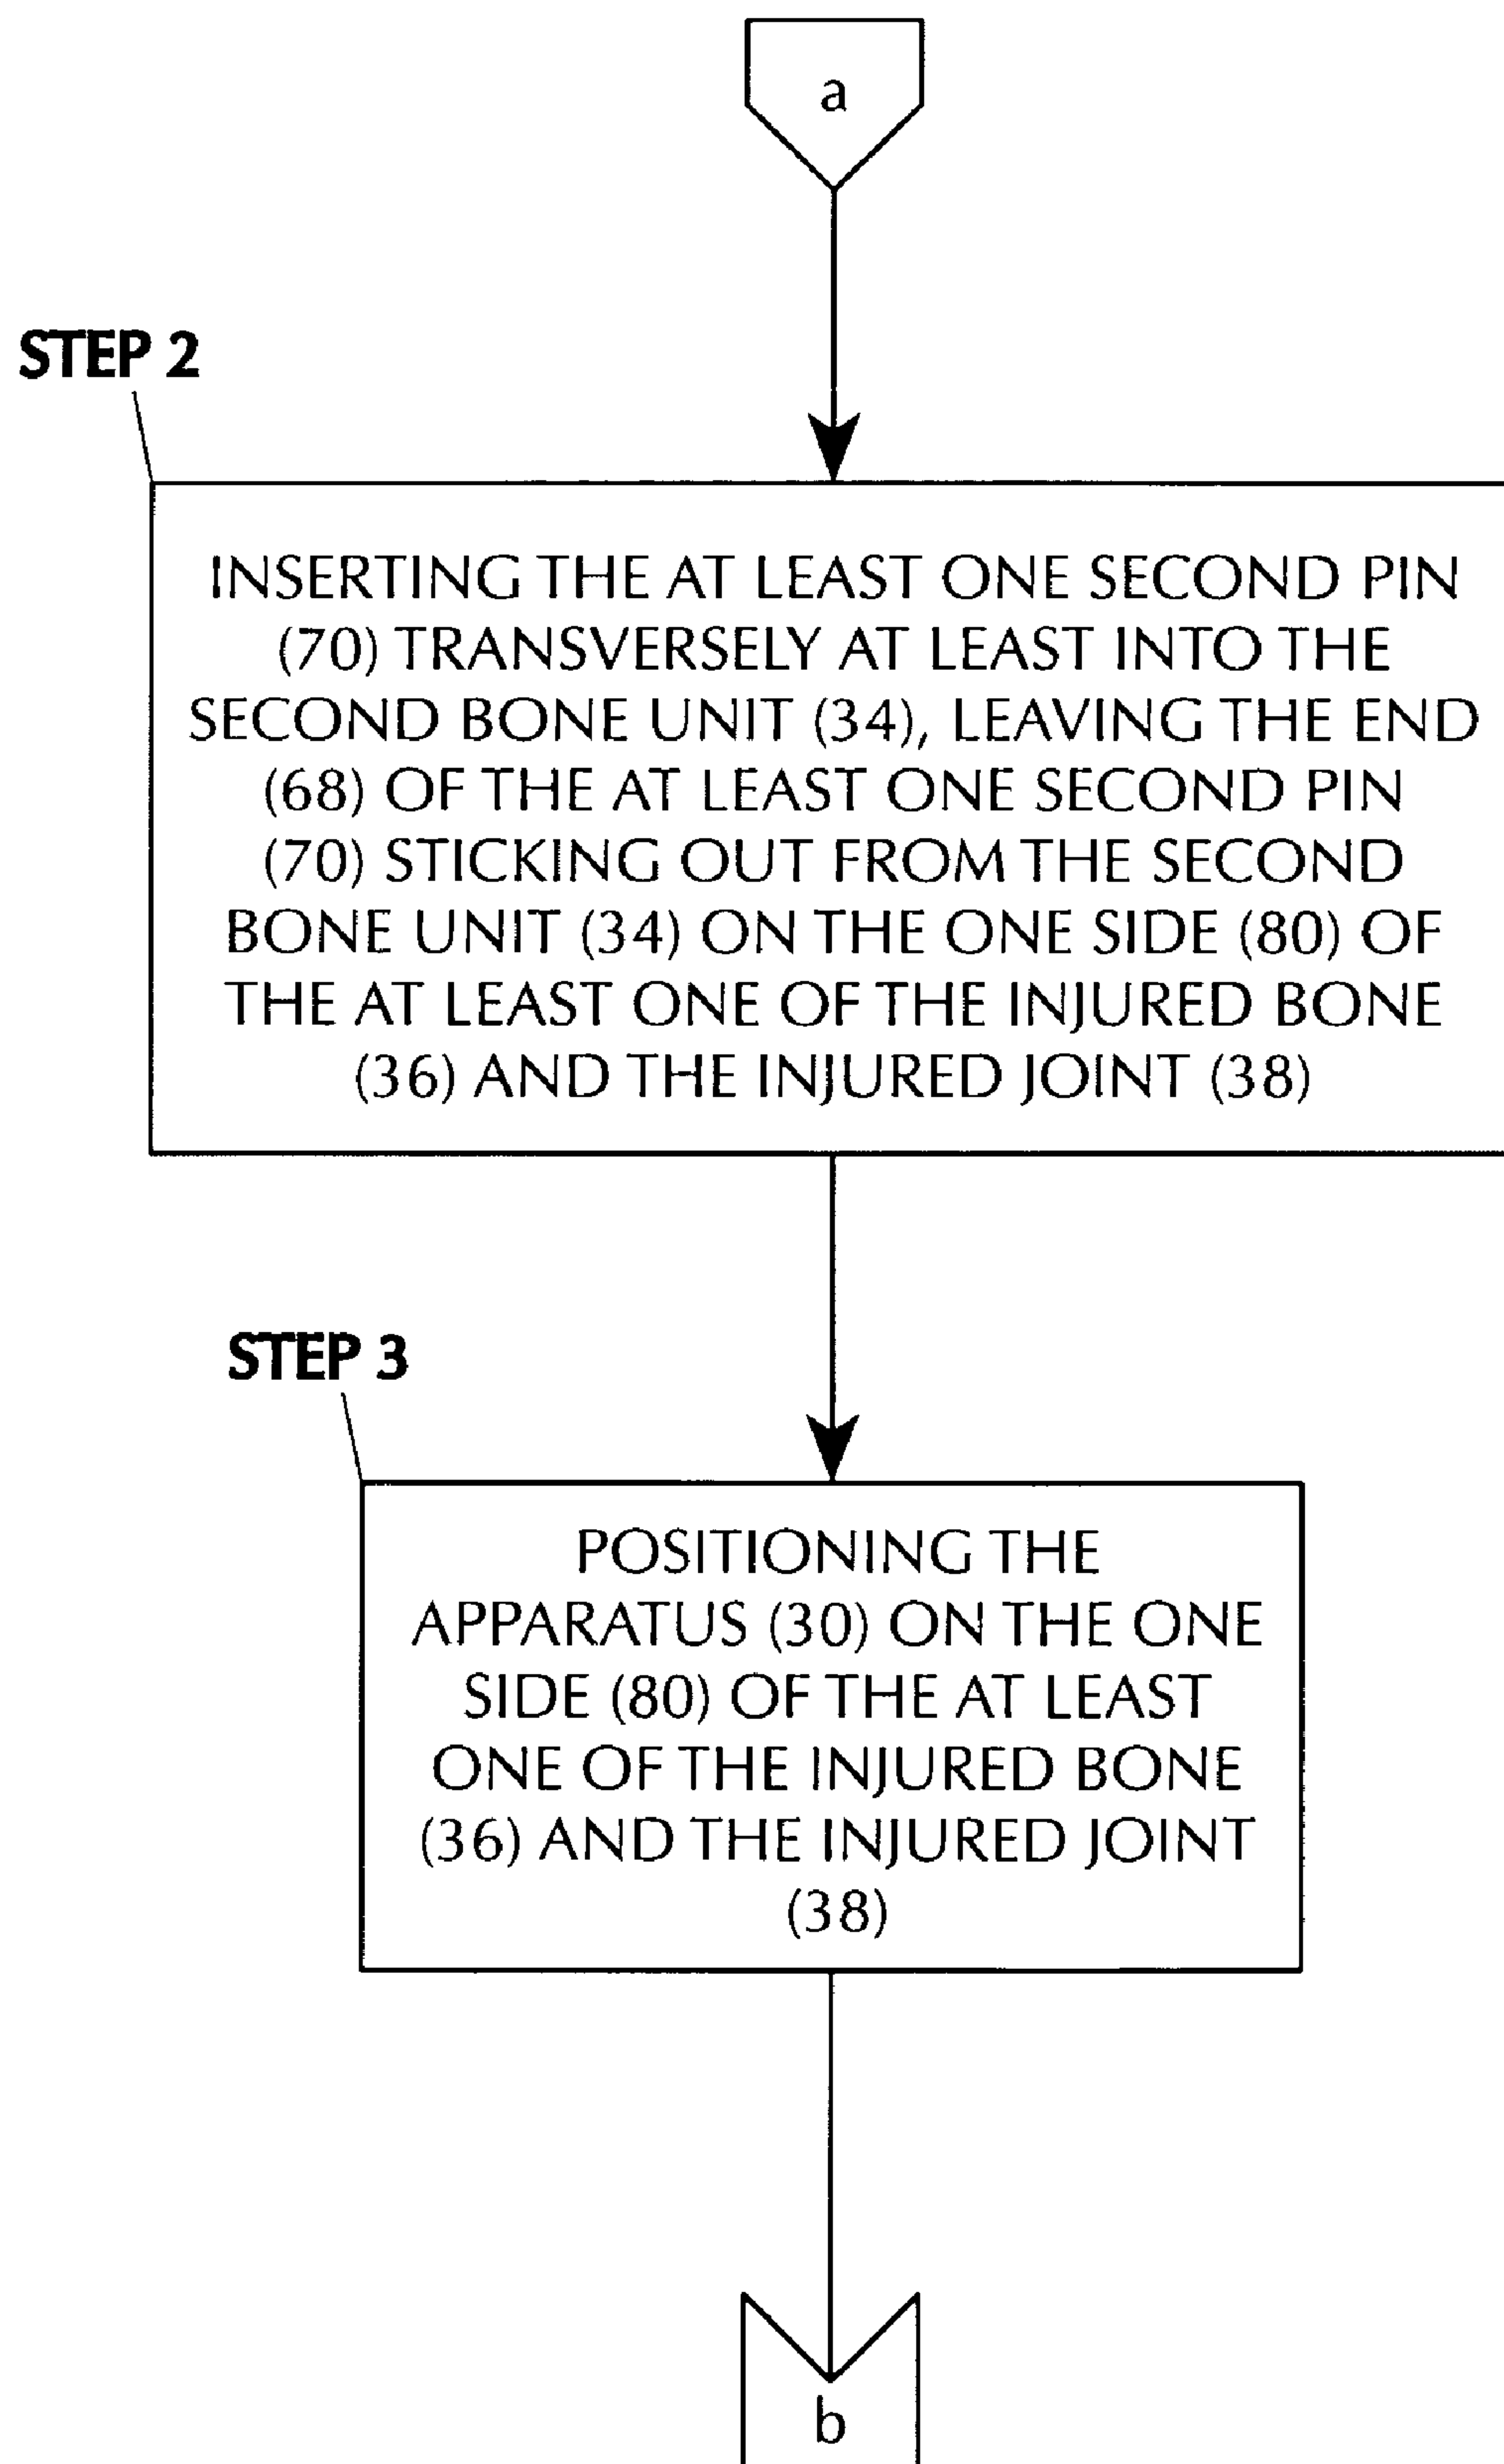 a
STEP 2
INSERTING THE AT LEAST ONE SECOND PIN
(70) TRANSVERSELY AT LEAST INTO THE
SECOND BONE UNIT (34), LEAVING THE END
(68) OF THE AT LEAST ONE SECOND PIN
(70) STICKING OUT FROM THE SECOND
BONE UNIT (34) ON THE ONE SIDE (80) OF
THE AT LEAST ONE OF THE INJURED BONE
(36) AND THE INJURED JOINT (38)
STEP 3
POSITIONING THE
APPARATUS (30) ON THE ONE
SIDE (80) OF THE AT LEAST
ONE OF THE INJURED BONE
(36) AND THE INJURED JOINT
(38)
b